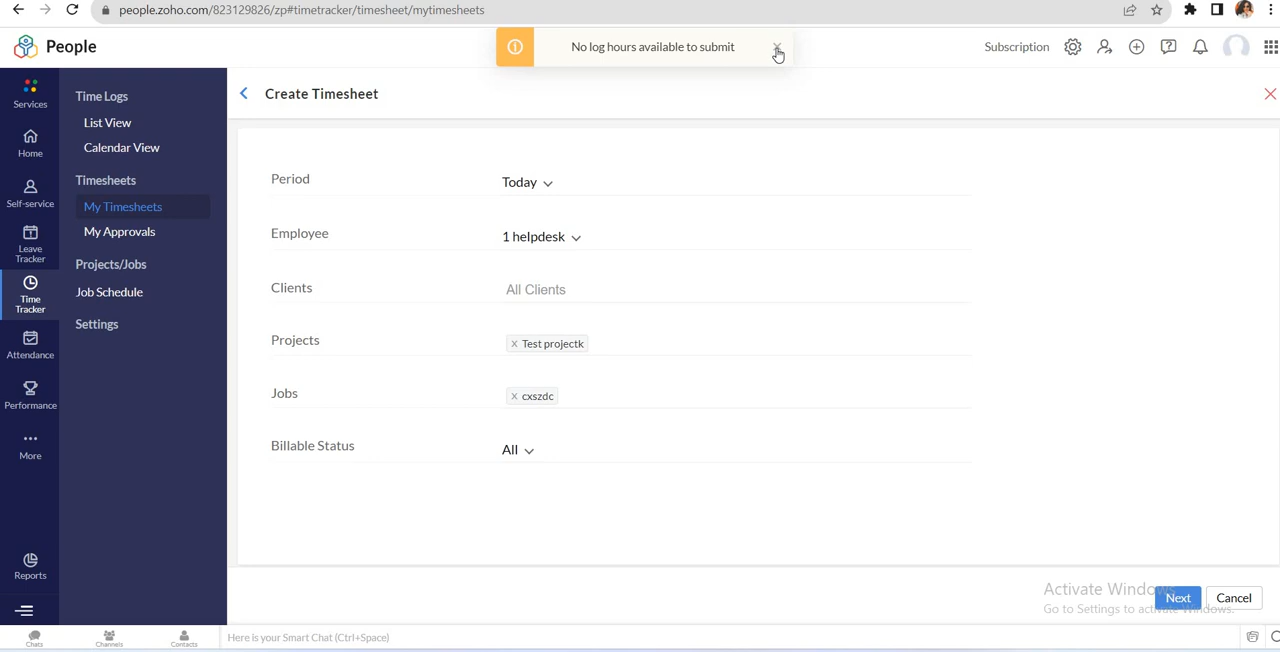 people.zoho.com/823129826/zp#timetracker/timesheet/mytimesheets
People
No log hours available to submit
Subscription
Services
Home
Self-service
Leave
Tracker
Time
Tracker
Attendance
Performance
More
Reports
Time Logs
List View
Calendar View
Timesheets
My Timesheets
My Approvals
Projects/Jobs
Job Schedule
Settings
Create Timesheet
Period Today
Employee 1 helpdesk
Clients All Clients
Projects × Test projectk
Jobs × cxszdc
Billable Status All
Activate Windows
Go to Settings to activate Windows.
Next Cancel
Chats Channels Contacts Here is your Smart Chat (Ctrl+Space)